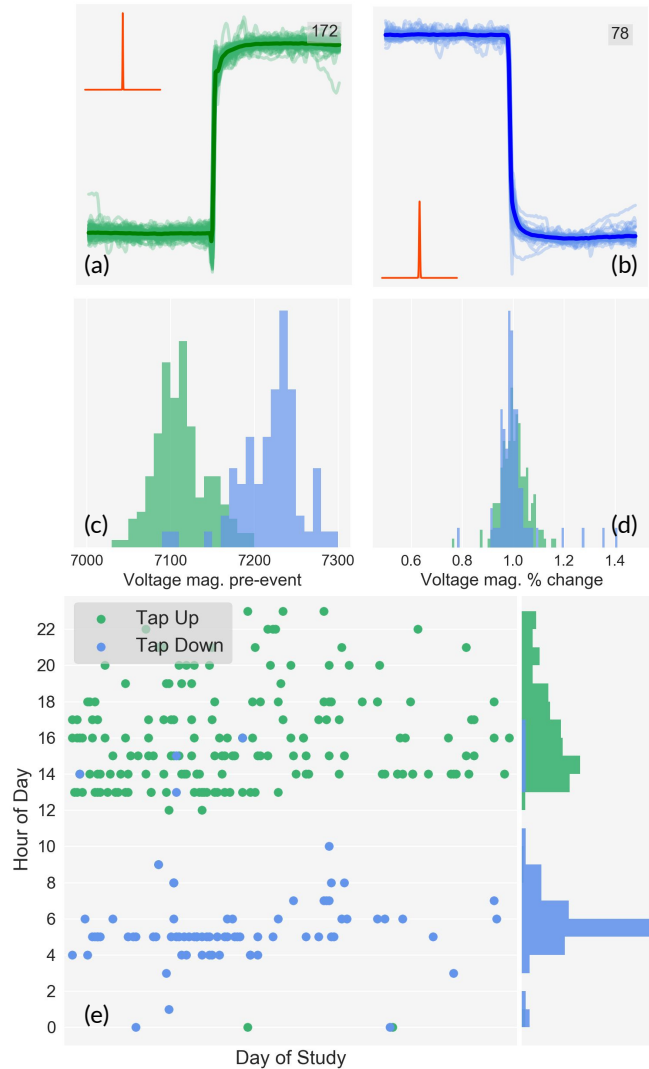 172
78
(a)
(b)
(c)
(d)
7000 7100 7200 7300
0.6 0.8 1.0 1.2 1.4
Voltage mag. pre-event
Voltage mag. % change
Tap Up
Tap Down
22
20
18
16
14
12
10
8
6
4
2
0
Hour of Day
(e)
Day of Study